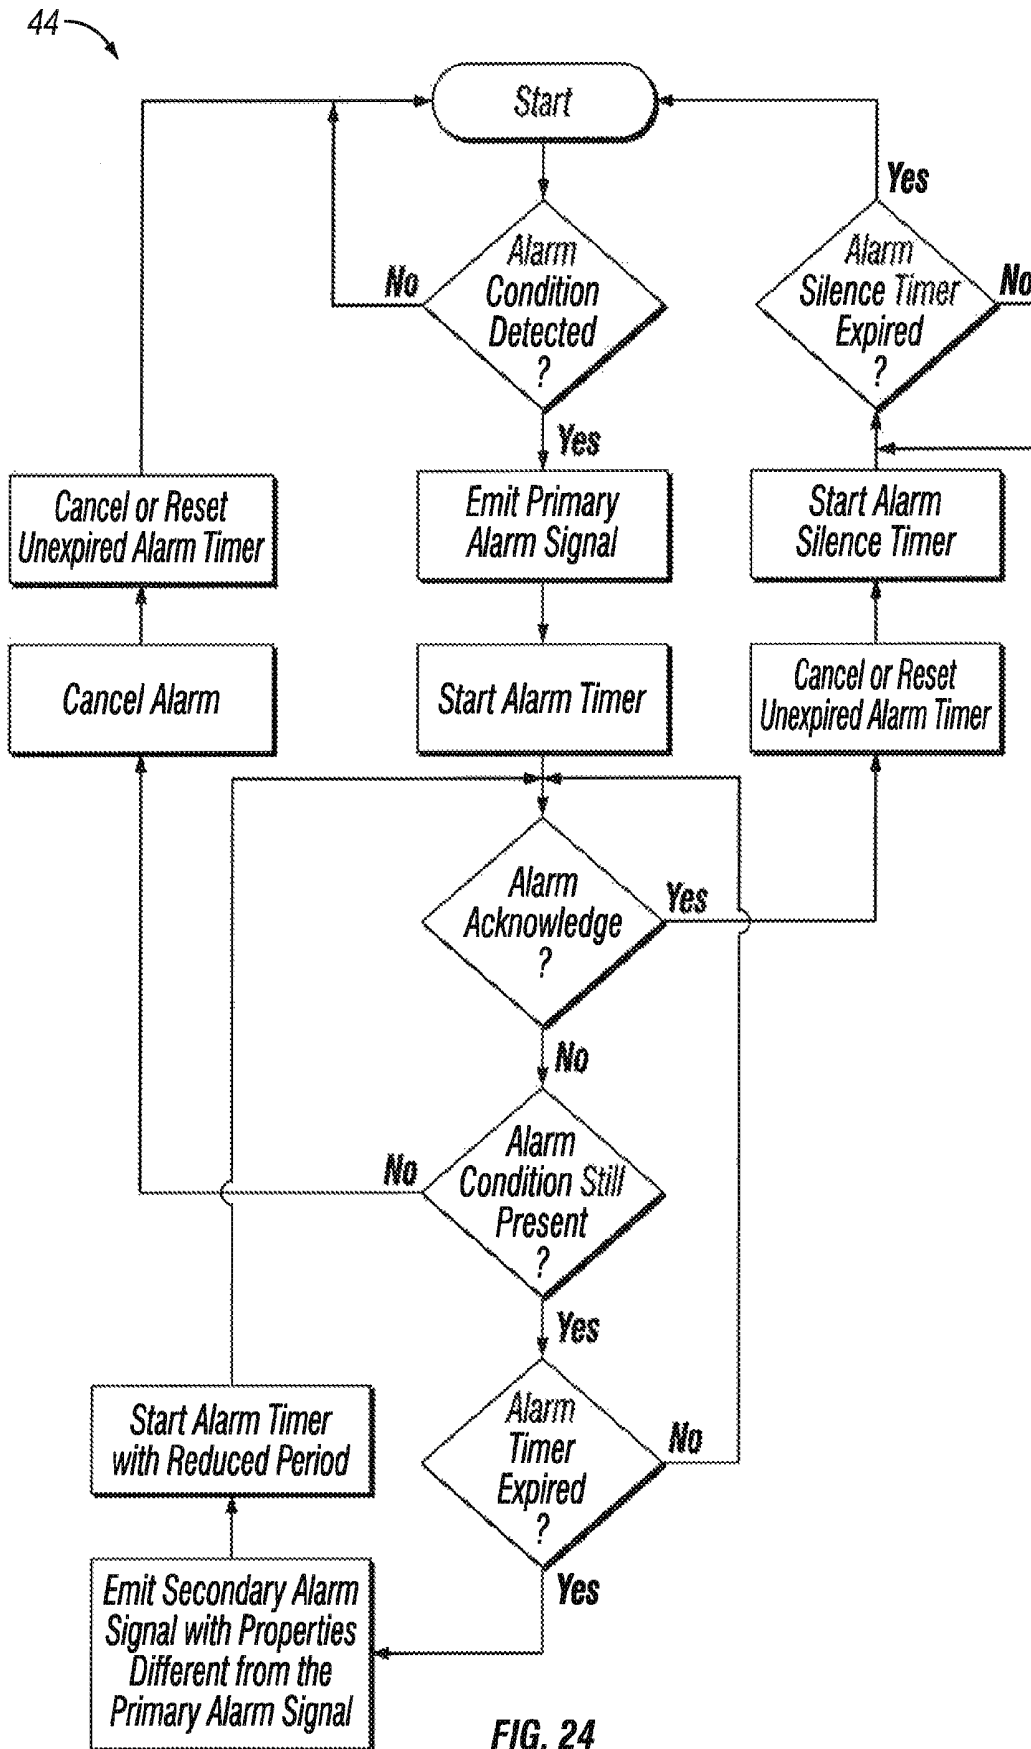 44
Start
Alarm
Condition
Detected
?
No
Yes
Alarm
Silence Timer
Expired
?
Yes
No
Cancel or Reset
Unexpired Alarm Timer
Emit Primary
Alarm Signal
Start Alarm
Silence Timer
Cancel Alarm
Start Alarm Timer
Cancel or Reset
Unexpired Alarm Timer
Alarm
Acknowledge
?
Yes
No
Alarm
Condition Still
Present
?
No
Yes
Start Alarm Timer
with Reduced Period
Alarm
Timer
Expired
?
No
Yes
Emit Secondary Alarm
Signal with Properties
Different from the
Primary Alarm Signal
FIG. 24